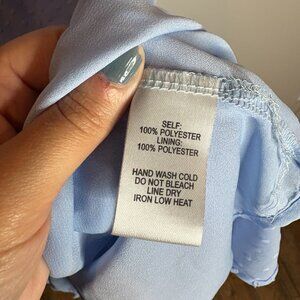 SELF:
100% POLYESTER
LINING:
100% POLYESTER
HAND WASH COLD
DO NOT BLEACH
LINE DRY
IRON LOW HEAT